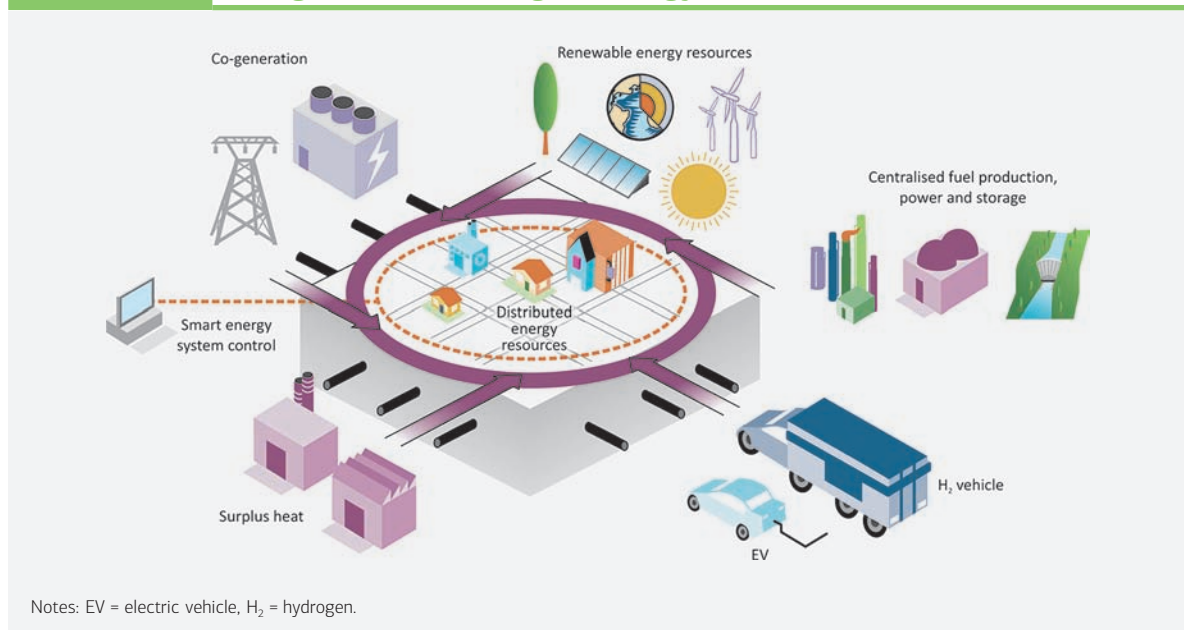 Co-generation
Renewable energy resources
Centralised fuel production,
power and storage
Smart energy
system control
Distributed
energy
resources
Surplus heat
H₂ vehicle
EV
Notes: EV = electric vehicle, H₂ = hydrogen.